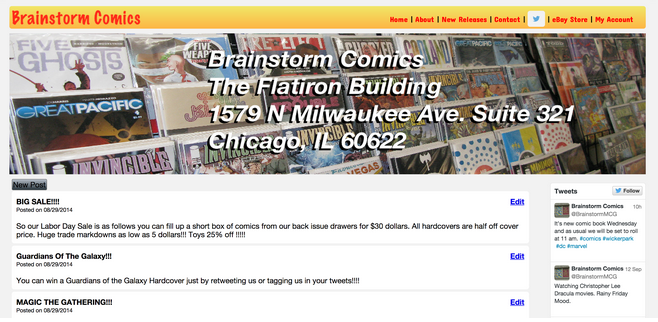 Brainstorm Comics
Home | About | New Releases | Contact | | eBay Store | My Account
FIVE GHOSTS
FIVE WEAPONS
GREAT PACIFIC
GREATPACIFIC
INVINCIBLE
INVINCIBLE
INVINCIBLE
Brainstorm Comics
The Flatiron Building
1579 N Milwaukee Ave. Suite 321
Chicago, IL 60622
New Post
BIG SALE!!!! Edit
Posted on 08/29/2014
So our Labor Day Sale is as follows you can fill up a short box of comics from our back issue drawers for $30 dollars. All hardcovers are half off cover
price. Huge trade markdowns as low as 5 dollars!!! Toys 25% off !!!!!
Guardians Of The Galaxy!!! Edit
Posted on 08/29/2014
You can win a Guardians of the Galaxy Hardcover just by retweeting us or tagging us in your tweets!!!!
MAGIC THE GATHERING!!! Edit
Posted on 08/29/2014
Tweets Follow
Brainstorm Comics 10h
@BrainstormMCG
It's new comic book Wednesday
and as usual we will be set to roll
at 11 am. #comics #wickerpark
#dc #marvel
Brainstorm Comics 12 Sep
@BrainstormMCG
Watching Christopher Lee
Dracula movies. Rainy Friday
Mood.